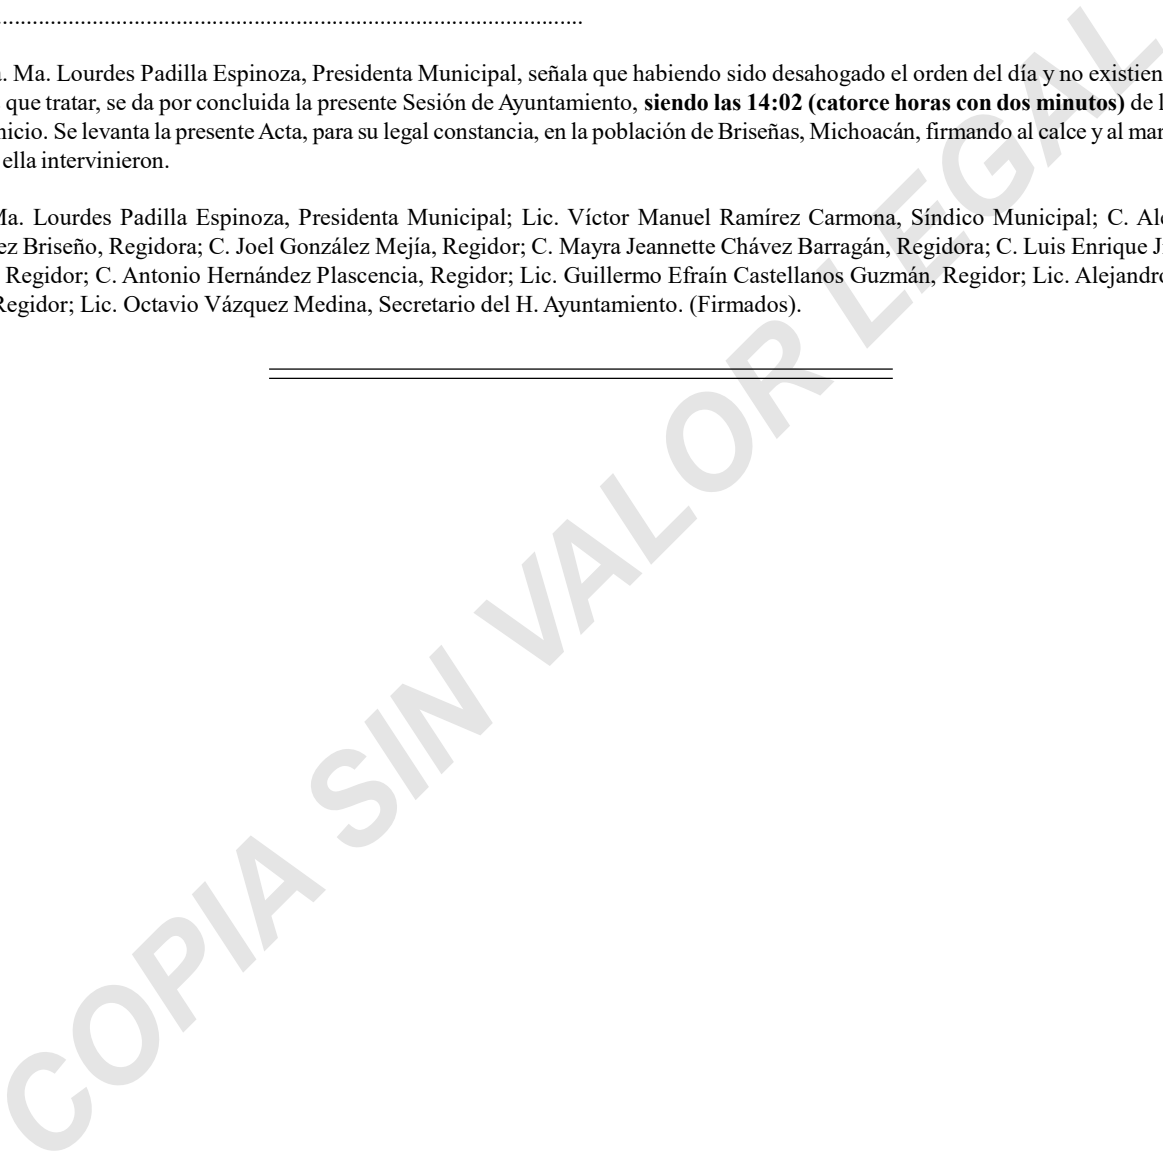 ...............................................................................................
. Ma. Lourdes Padilla Espinoza, Presidenta Municipal, señala que habiendo sido desahogado el orden del día y no
que tratar, se da por concluida la presente Sesión de Ayuntamiento, siendo las 14:02 (catorce horas con dos minutos) de
Se levanta la presente Acta, para su legal constancia, en la población de Briseñas, Michoacán, firmando al calce y al
ella intervinieron.
Ma. Lourdes Padilla Espinoza, Presidenta Municipal; Lic. Víctor Manuel Ramírez Carmona, Síndico Municipal; C.
Briseño, Regidora; C. Joel González Mejía, Regidor; C. Mayra Jeannette Chávez Barragán, Regidora; C. Luis Enrique
Regidor; C. Antonio Hernández Plascencia, Regidor; Lic. Guillermo Efraín Castellanos Guzmán, Regidor; Lic. Alejandro
Regidor; Lic. Octavio Vázquez Medina, Secretario del H. Ayuntamiento. (Firmados).
COPIA SIN VALOR LEGAL